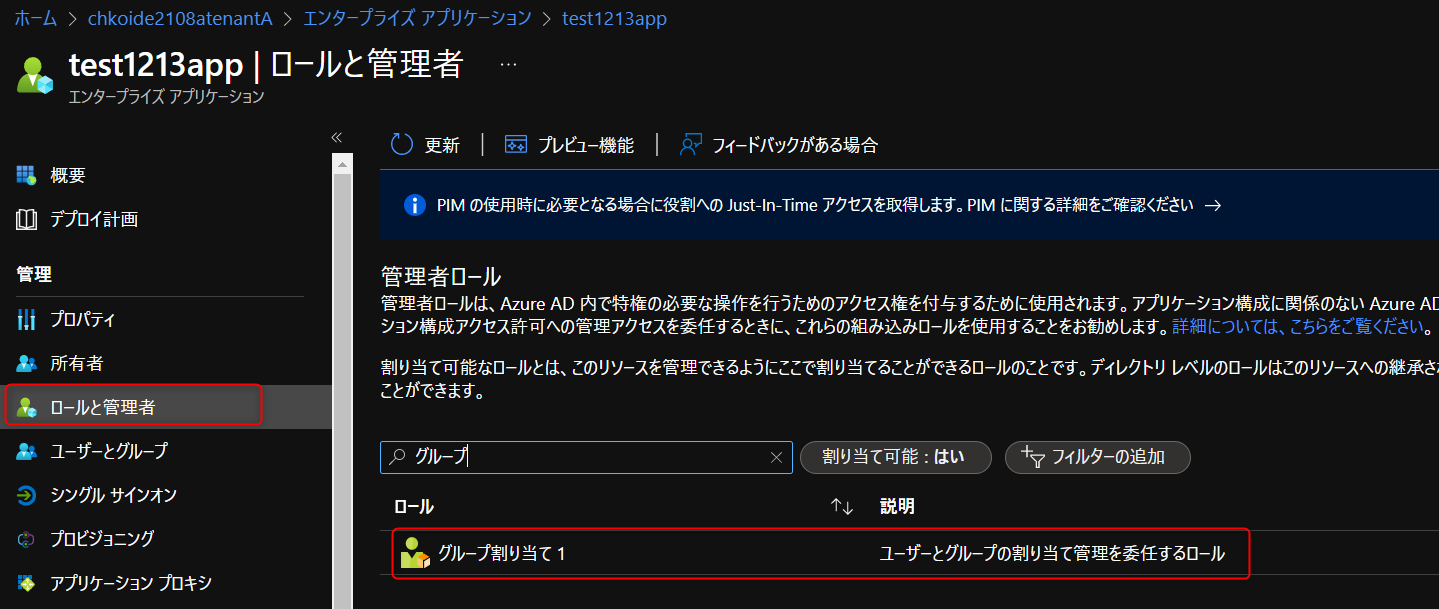 ホーム > chkoide2108atenantA > エンタープライズ アプリケーション > test1213app
test1213app | ロールと管理者 …
エンタープライズ アプリケーション
«
概要
デプロイ計画
管理
プロパティ
所有者
ロールと管理者
ユーザーとグループ
シングル サインオン
プロビジョニング
アプリケーション プロキシ
更新 | プレビュー機能 | フィードバックがある場合
PIM の使用時に必要となる場合に役割への Just-In-Time アクセスを取得します。PIM に関する詳細をご確認ください →
管理者ロール
管理者ロールは、Azure AD 内で特権の必要な操作を行うためのアクセス権を付与するために使用されます。アプリケーション構成に関係のない Azure AD
ション構成アクセス許可への管理アクセスを委任するときに、これらの組み込みロールを使用することをお勧めします。詳細については、こちらをご覧ください。
割り当て可能なロールとは、このリソースを管理できるようにここで割り当てることができるロールのことです。ディレクトリ レベルのロールはこのリソースへの継承さ
ことができます。
グループ
割り当て可能 : はい
フィルターの追加
ロール ↑↓ 説明
グループ割り当て 1 ユーザーとグループの割り当て管理を委任するロール